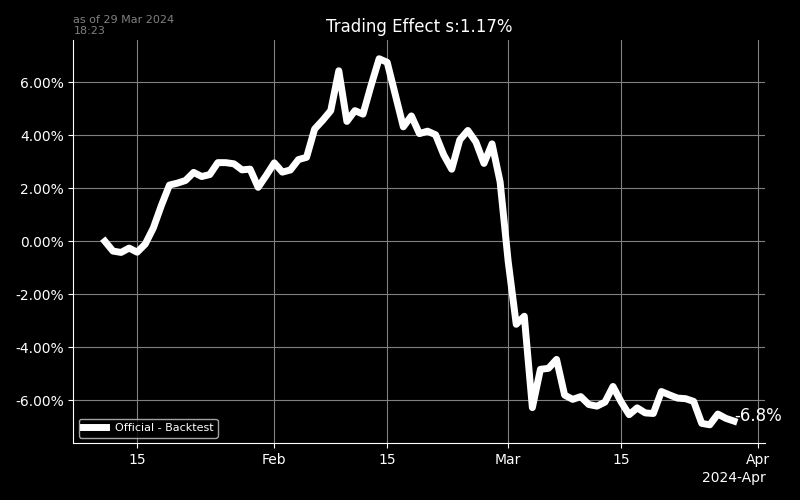 as of 29 Mar 2024
18:23
Trading Effect s:1.17%
6.00%
4.00%
2.00%
0.00%
-2.00%
-4.00%
-6.00%
-6.8%
Official - Backtest
15
Feb
15
Mar
15
Apr
2024-Apr